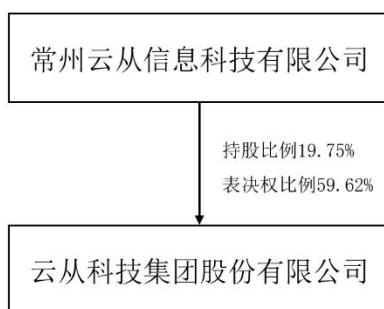 常州云从信息科技有限公司
持股比例19.75%
表决权比例59.62%
云从科技集团股份有限公司